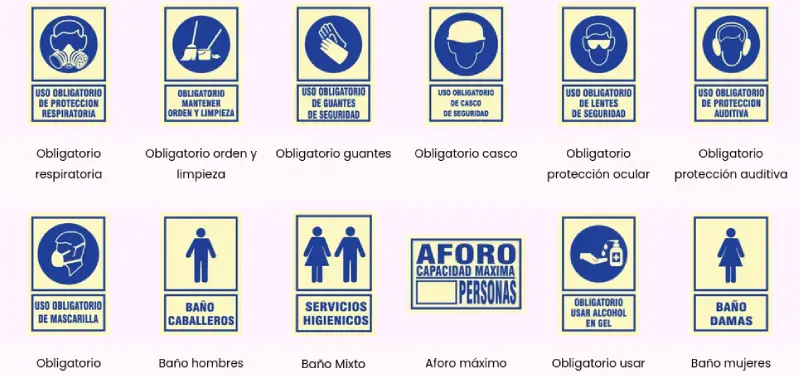 USO OBLIGATORIO
DE PROTECCION
RESPIRATORIA
OBLIGATORIO
MANTENER
ORDEN Y LIMPIEZA
USO OBLIGATORIO
DE GUANTES
DE SEGURIDAD
USO OBLIGATORIO
DE CASCO
DE SEGURIDAD
USO OBLIGATORIO
DE LENTES
DE SEGURIDAD
USO OBLIGATORIO
DE PROTECCION
AUDITIVA
Obligatorio
respiratoria
Obligatorio orden y
limpieza
Obligatorio guantes
Obligatorio casco
Obligatorio
protección ocular
Obligatorio
protección auditiva
USO OBLIGATORIO
DE MASCARILLA
BAÑO
CABALLEROS
SERVICIOS
HIGIENICOS
AFORO
CAPACIDAD MAXIMA
PERSONAS
OBLIGATORIO
USAR ALCOHOL
EN GEL
BAÑO
DAMAS
Obligatorio
Baño hombres
Baño Mixto
Aforo máximo
Obligatorio usar
Baño mujeres